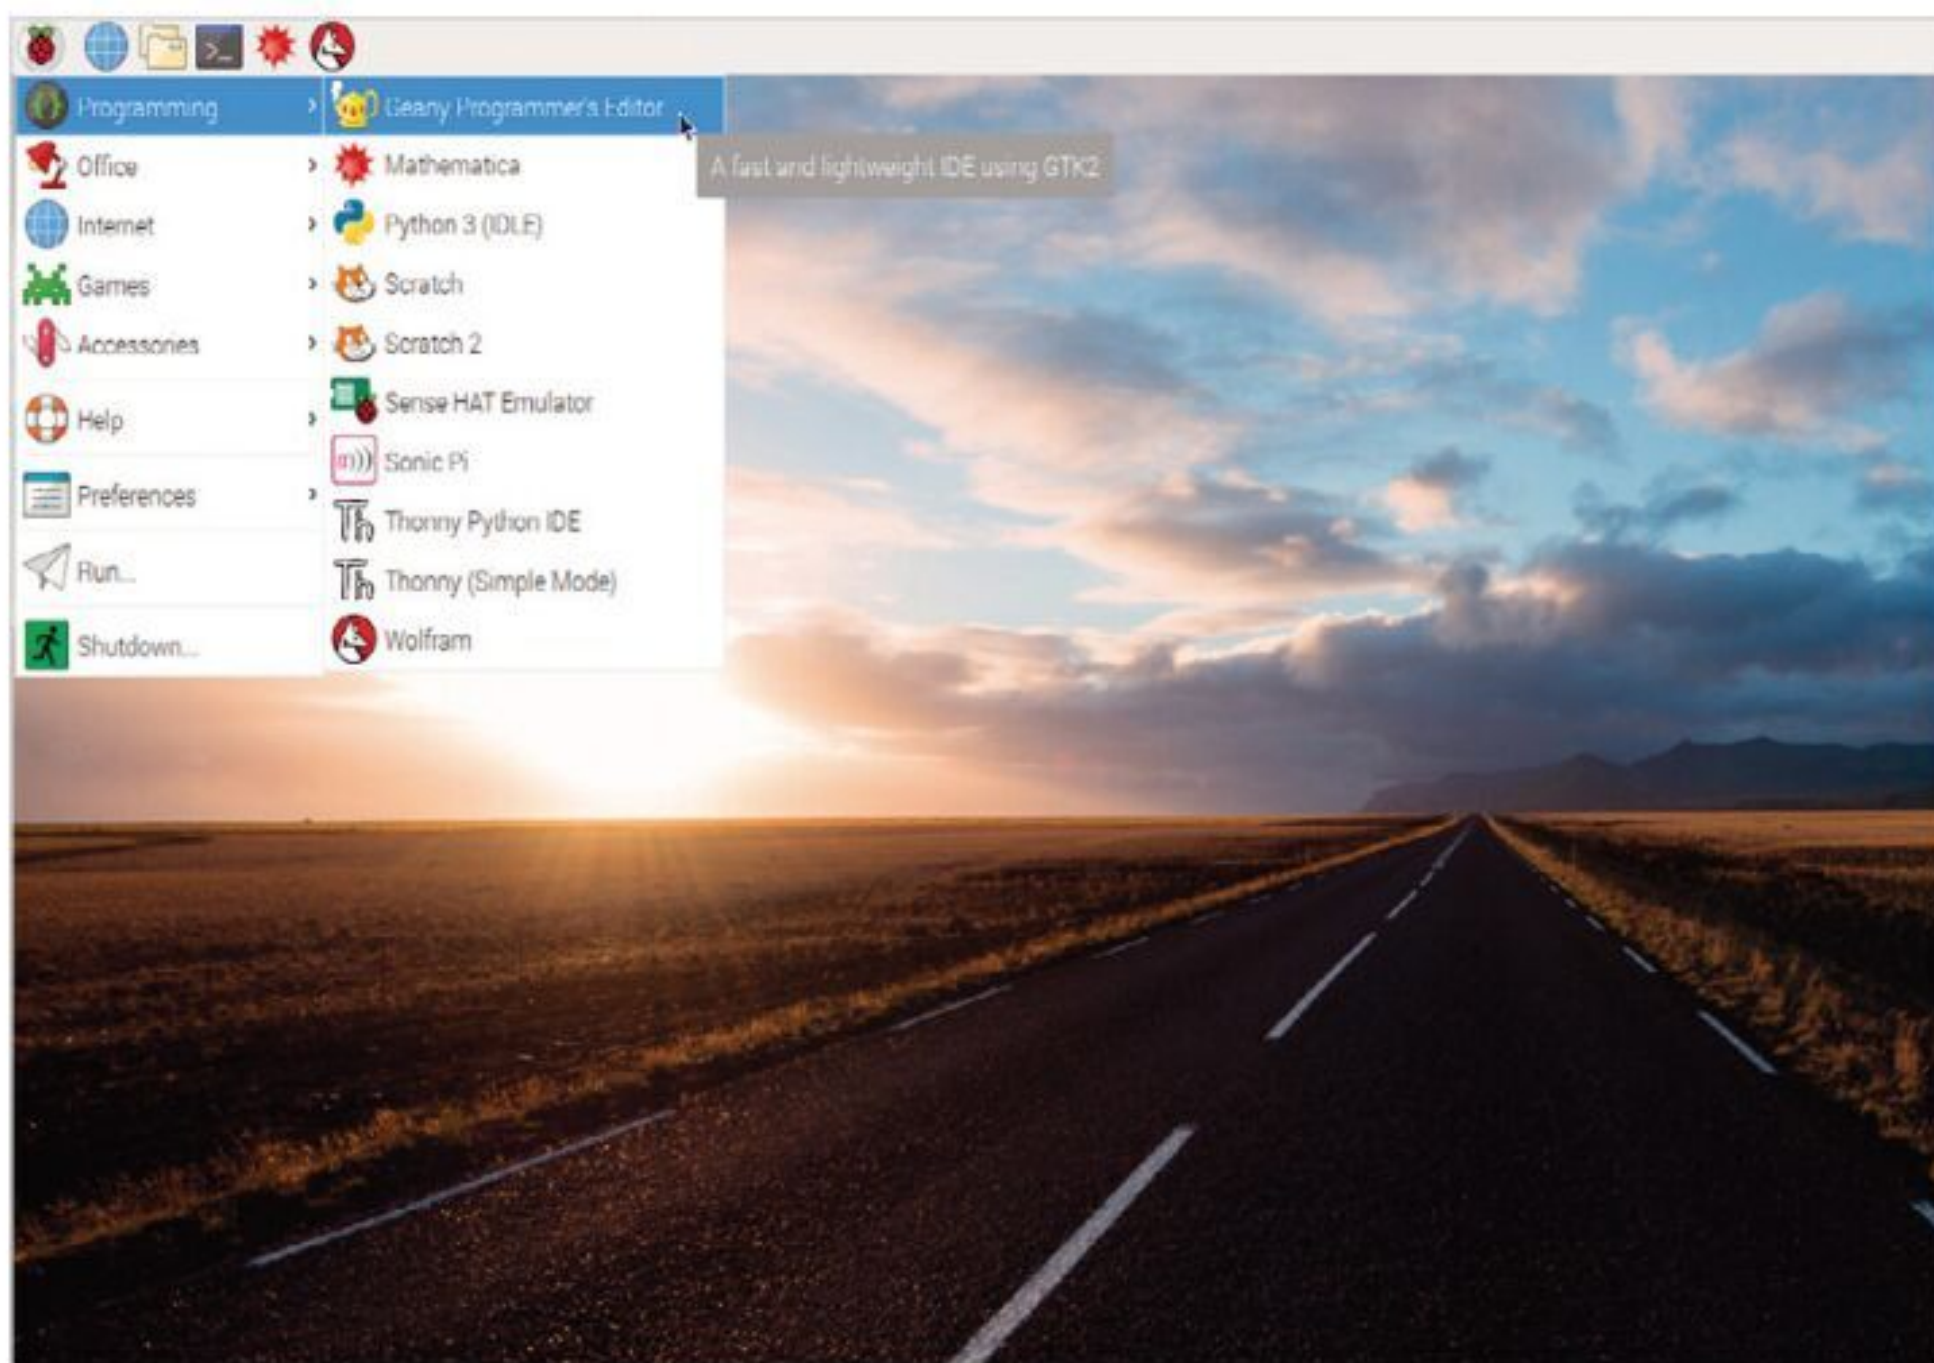 Programming
Office
Internet
Games
Accessories
Help
Preferences
Run...
Shutdown...
Geany Programmer's Editor
Mathematica
Python 3 (IDLE)
Scratch
Scratch 2
Sense HAT Emulator
Sonic Pi
Thonny Python IDE
Thonny (Simple Mode)
Wolfram
A fast and lightweight IDE using GTK2